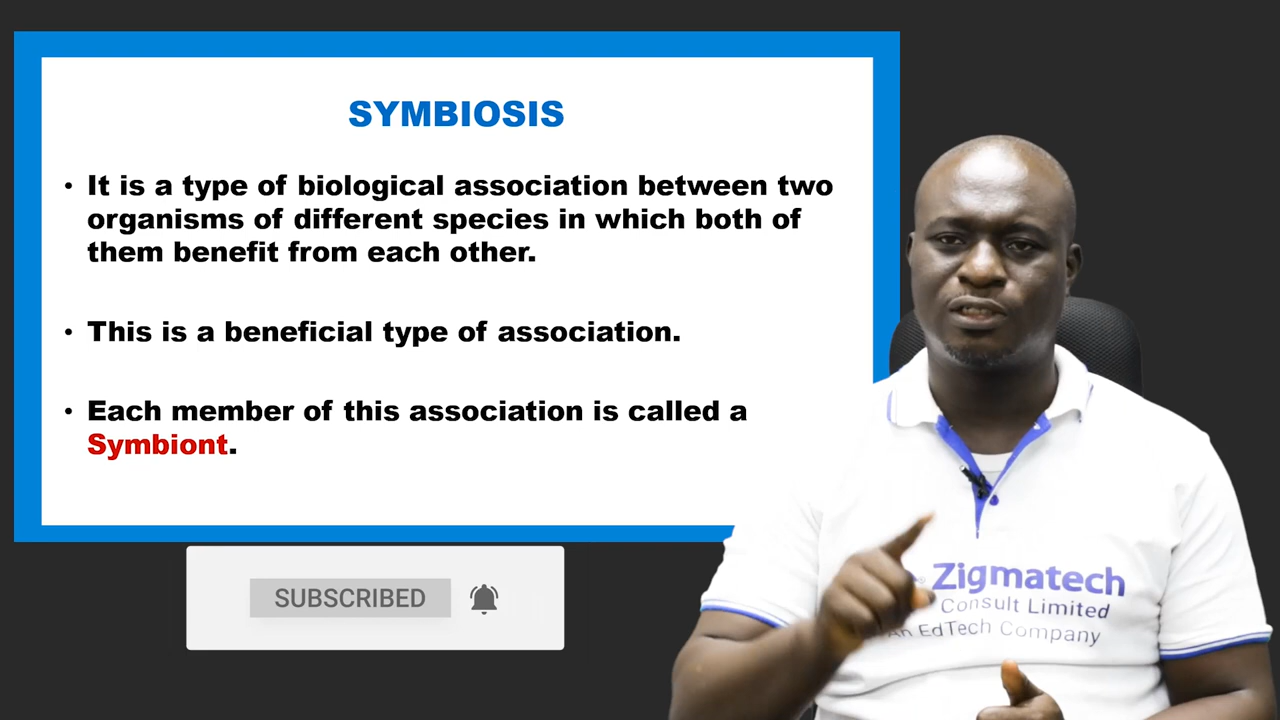 SYMBIOSIS
• It is a type of biological association between two
organisms of different species in which both of
them benefit from each other.
• This is a beneficial type of association.
• Each member of this association is called a
Symbiont.
SUBSCRIBED
Zigmatech
Consult Limited
An EdTech Company